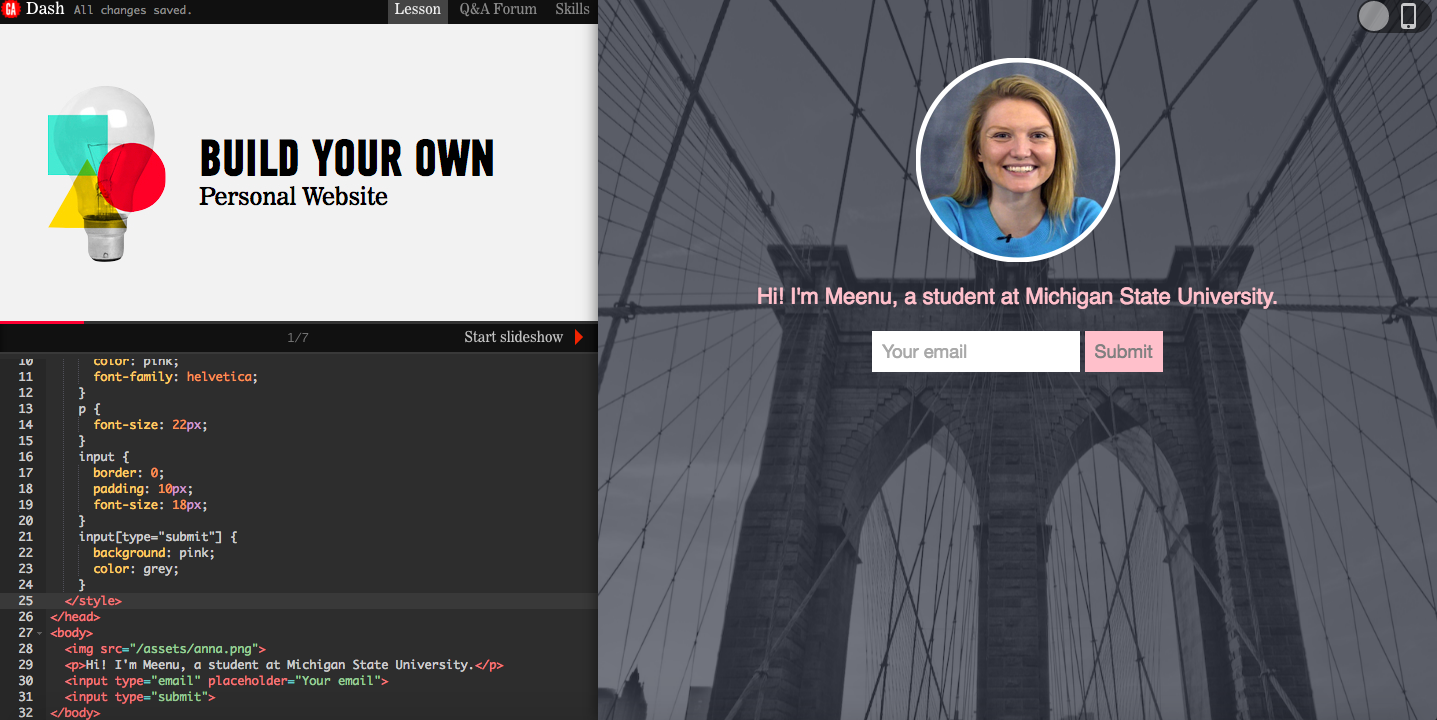 GA Dash All changes saved. Lesson Q&A Forum Skills
BUILD YOUR OWN
Personal Website
1/7 Start slideshow
10 color: pink;
11 font-family: helvetica;
12 }
13 p {
14 font-size: 22px;
15 }
16 input {
17 border: 0;
18 padding: 10px;
19 font-size: 18px;
20 }
21 input[type="submit"] {
22 background: pink;
23 color: grey;
24 }
25 </style>
26 </head>
27 <body>
28 <img src="/assets/anna.png">
29 <p>Hi! I'm Meenu, a student at Michigan State University.</p>
30 <input type="email" placeholder="Your email">
31 <input type="submit">
32 </body>
Hi! I'm Meenu, a student at Michigan State University.
Your email Submit